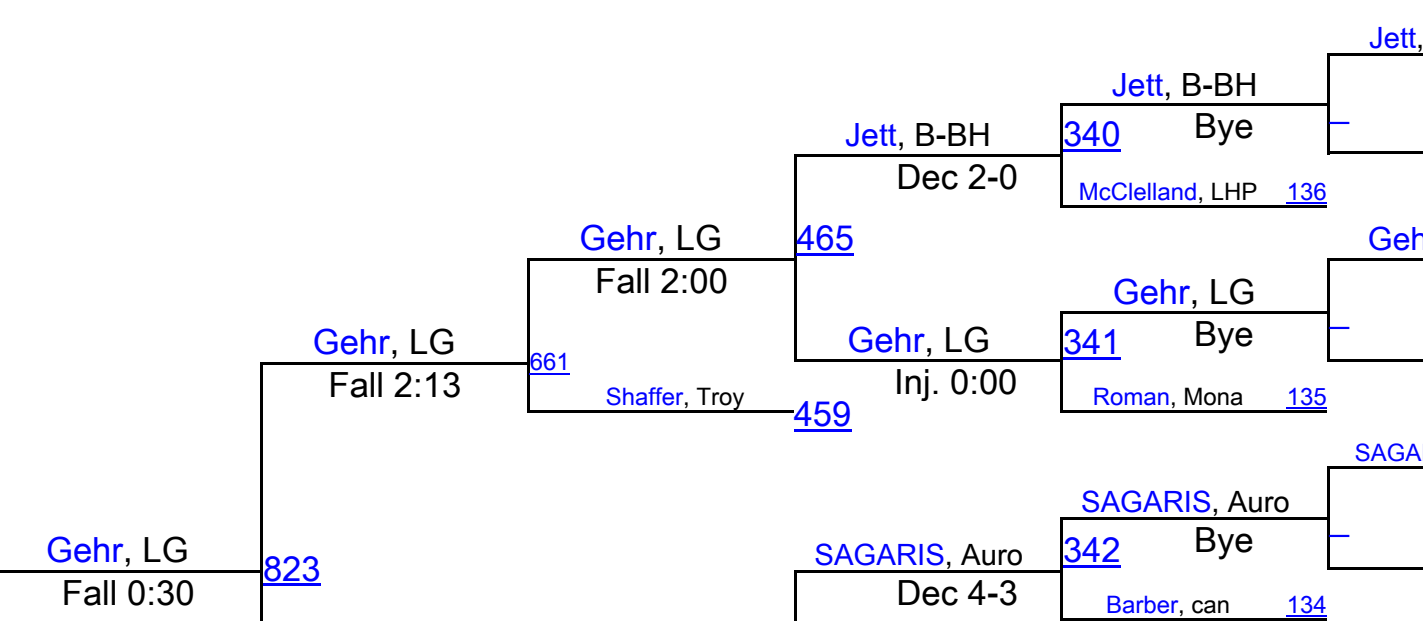 Jett,
Jett, B-BH
Jett, B-BH
340
Bye
Dec 2-0
McClelland, LHP 136
Gehr, LG
465
Geh
Fall 2:00
Gehr, LG
Gehr, LG
Gehr, LG
341
Bye
661
Fall 2:13
Inj. 0:00
Shaffer, Troy
459
Roman, Mona 135
SAGA
SAGARIS, Auro
Gehr, LG
SAGARIS, Auro
342
Bye
823
Fall 0:30
Dec 4-3
Barber, can 134